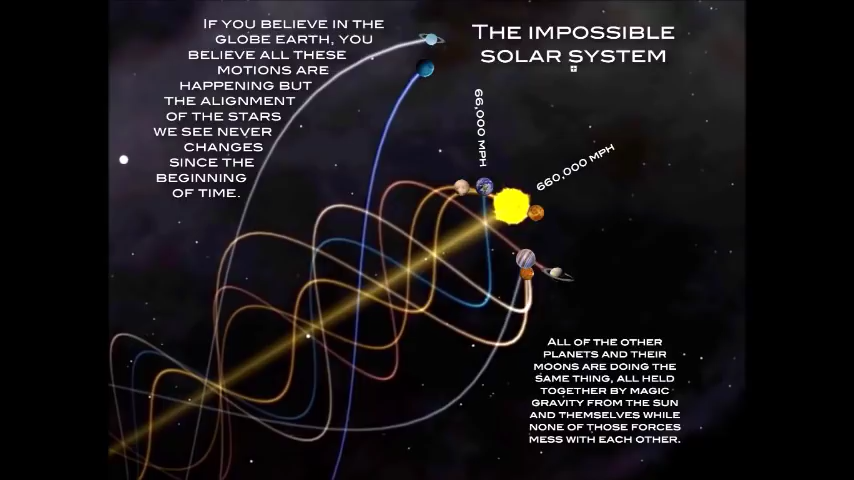 IF YOU BELIEVE IN THE
GLOBE EARTH, YOU
BELIEVE ALL THESE
MOTIONS ARE
HAPPENING BUT
THE ALIGNMENT
OF THE STARS
WE SEE NEVER
CHANGES
SINCE THE
BEGINNING
OF TIME.
THE IMPOSSIBLE
SOLAR SYSTEM
66,000 MPH
660,000 MPH
ALL OF THE OTHER
PLANETS AND THEIR
MOONS ARE DOING THE
SAME THING, ALL HELD
TOGETHER BY MAGIC
GRAVITY FROM THE SUN
AND THEMSELVES WHILE
NONE OF THOSE FORCES
MESS WITH EACH OTHER.